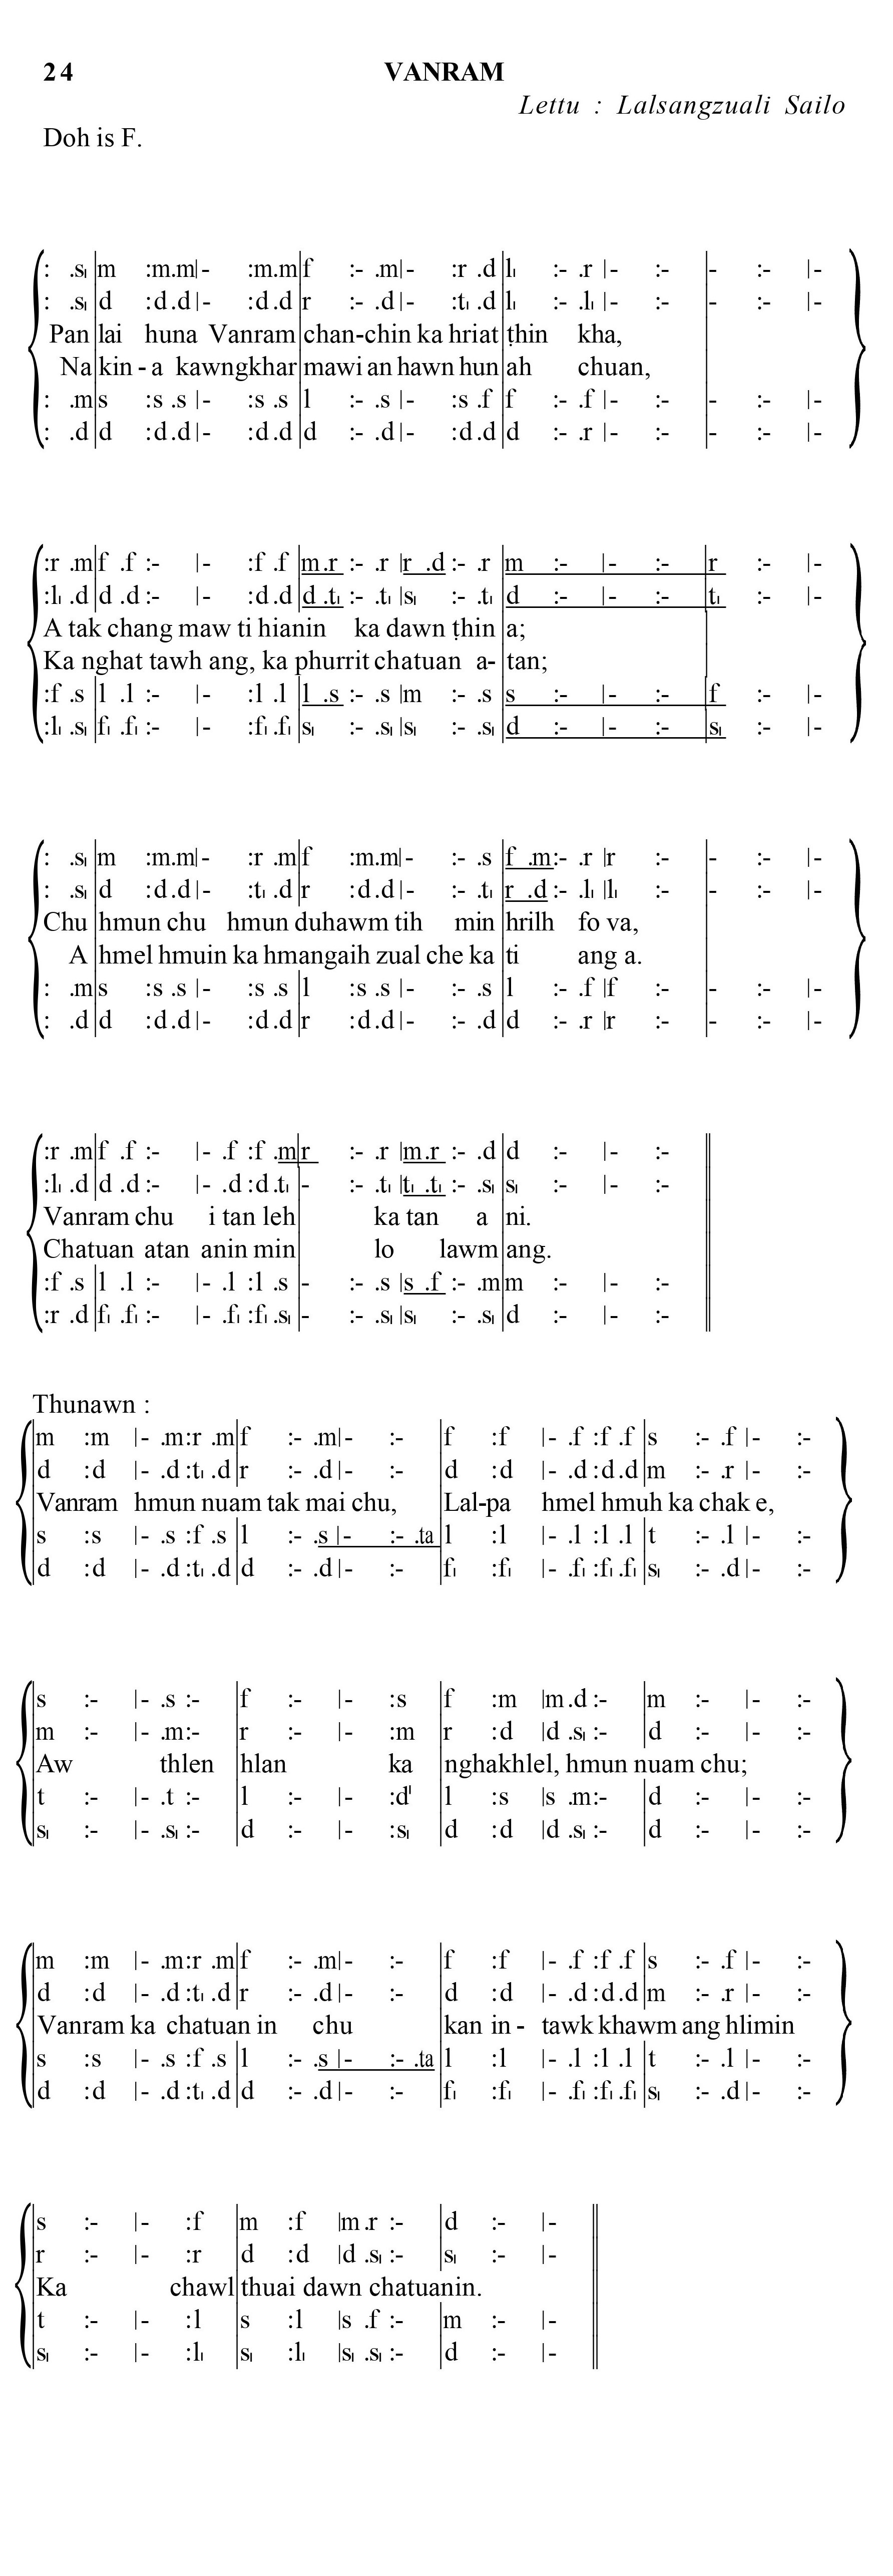 24 VANRAM
Lettu : Lalsangzuali Sailo
Doh is F.
: .s₁|m :m.m|- :m.m|f :- .m|- :r .d|l₁ :- .r |- :- |- :- |-
: .s₁|d :d.d|- :d.d|r :- .d|- :t₁ .d|l₁ :- .l₁|- :- |- :- |-
Pan lai huna Vanram chan-chin ka hriat ṭhin kha,
Na kin - a kawngkhar mawi an hawn hun ah chuan,
: .m|s :s .s |- :s .s |l :- .s |- :s .f |f :- .f |- :- |- :- |-
: .d|d :d.d|- :d.d|d :- .d|- :d.d|d :- .r |- :- |- :- |-
:r .m|f .f :- |- :f .f |m.r :- .r |r .d :- .r |m :- |- :- |r :- |-
:l₁ .d|d .d :- |- :d.d|d .t₁ :- .t₁ |s₁ :- .t₁|d :- |- :- |t₁ :- |-
A tak chang maw ti hianin ka dawn ṭhin a;
Ka nghat tawh ang, ka phurrit chatuan a- tan;
:f .s |l .l :- |- :l .l |l .s :- .s |m :- .s |s :- |- :- |f :- |-
:l₁ .s₁|f₁ .f₁ :- |- :f₁ .f₁|s₁ :- .s₁|s₁ :- .s₁|d :- |- :- |s₁ :- |-
: .s₁|m :m.m|- :r .m|f :m.m|- :- .s |f .m:- .r |r :- |- :- |-
: .s₁|d :d.d|- :t₁ .d|r :d.d|- :- .t₁|r .d :- .l₁|l₁ :- |- :- |-
Chu hmun chu hmun duhawm tih min hrilh fo va,
A hmel hmuin ka hmangaih zual che ka ti ang a.
: .m|s :s .s |- :s .s |l :s .s |- :- .s |l :- .f |f :- |- :- |-
: .d|d :d.d|- :d.d|r :d.d|- :- .d|d :- .r |r :- |- :- |-
:r .m|f .f :- |- .f :f .m|r :- .r |m.r :- .d|d :- |- :-
:l₁ .d|d .d :- |- .d :d.t₁|- :- .t₁|t₁ .t₁ :- .s₁|s₁ :- |- :-
Vanram chu i tan leh ka tan a ni.
Chatuan atan anin min lo lawm ang.
:f .s |l .l :- |- .l :l .s |- :- .s |s .f :- .m|m :- |- :-
:r .d|f₁ .f₁ :- |- .f₁ :f₁ .s₁|- :- .s₁|s₁ :- .s₁|d :- |- :-
Thunawn :
m :m |- .m:r .m|f :- .m|- :- |f :f |- .f :f .f |s :- .f |- :-
d :d |- .d:t₁ .d|r :- .d|- :- |d :d |- .d:d.d|m :- .r |- :-
Vanram hmun nuam tak mai chu, Lal-pa hmel hmuh ka chak e,
s :s |- .s :f .s |l :- .s |- :- .ta |l :l |- .l :l .l |t :- .l |- :-
d :d |- .d:t₁ .d|d :- .d|- :- |f₁ :f₁ |- .f₁ :f₁ .f₁|s₁ :- .d|- :-
s :- |- .s :- |f :- |- :s |f :m |m.d :- |m :- |- :-
m :- |- .m:- |r :- |- :m |r :d |d .s₁ :- |d :- |- :-
Aw thlen hlan ka nghakhlel, hmun nuam chu;
t :- |- .t :- |l :- |- :d' |l :s |s .m:- |d :- |- :-
s₁ :- |- .s₁ :- |d :- |- :s₁ |d :d |d .s₁ :- |d :- |- :-
m :m |- .m:r .m|f :- .m|- :- |f :f |- .f :f .f |s :- .f |- :-
d :d |- .d:t₁ .d|r :- .d|- :- |d :d |- .d:d.d|m :- .r |- :-
Vanram ka chatuan in chu kan in - tawk khawm ang hlimin
s :s |- .s :f .s |l :- .s |- :- .ta |l :l |- .l :l .l |t :- .l |- :-
d :d |- .d:t₁ .d|d :- .d|- :- |f₁ :f₁ |- .f₁ :f₁ .f₁|s₁ :- .d|- :-
s :- |- :f |m :f |m.r :- |d :- |-
r :- |- :r |d :d |d .s₁ :- |s₁ :- |-
Ka chawl thuai dawn chatuanin.
t :- |- :l |s :l |s .f :- |m :- |-
s₁ :- |- :l₁ |s₁ :l₁ |s₁ .s₁ :- |d :- |-